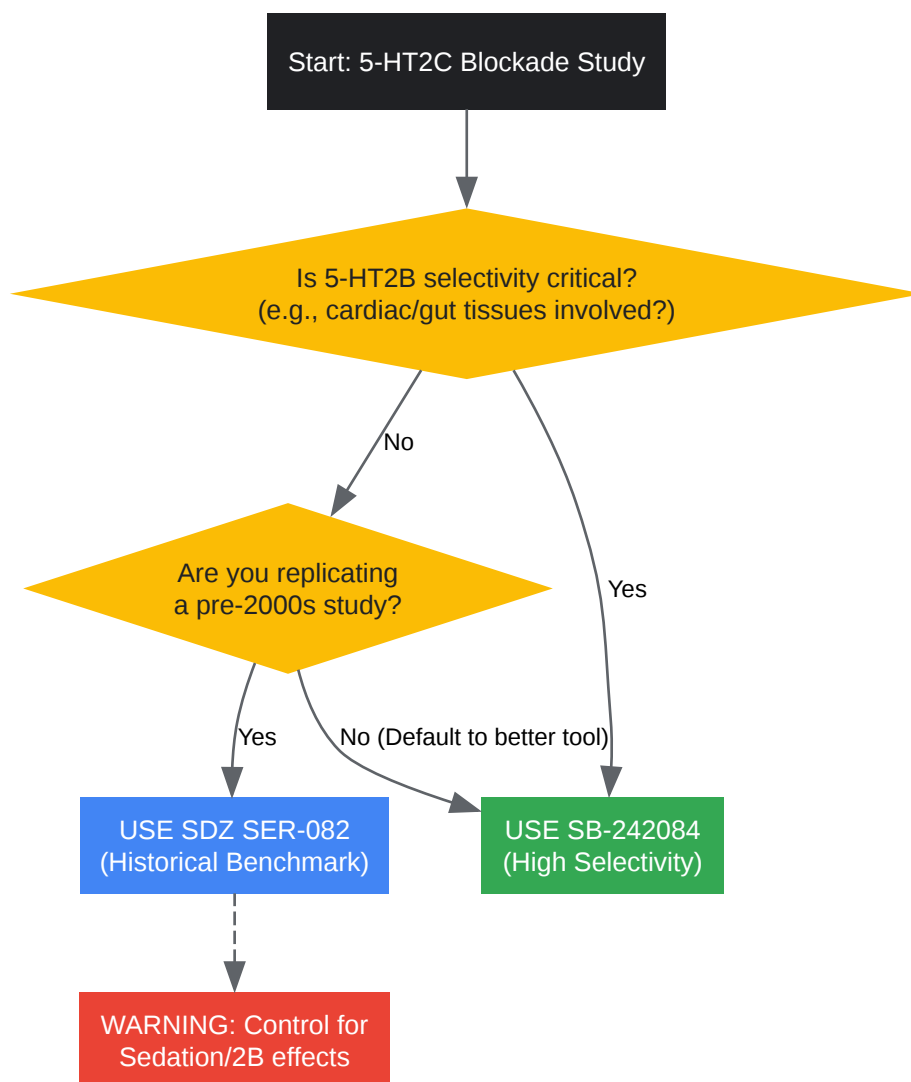 Start: 5-HT2C Blockade Study
Is 5-HT2B selectivity critical?
(e.g., cardiac/gut tissues involved?)
No
Are you replicating
a pre-2000s study?
Yes
Yes
No (Default to better tool)
USE SDZ SER-082
(Historical Benchmark)
USE SB-242084
(High Selectivity)
WARNING: Control for
Sedation/2B effects